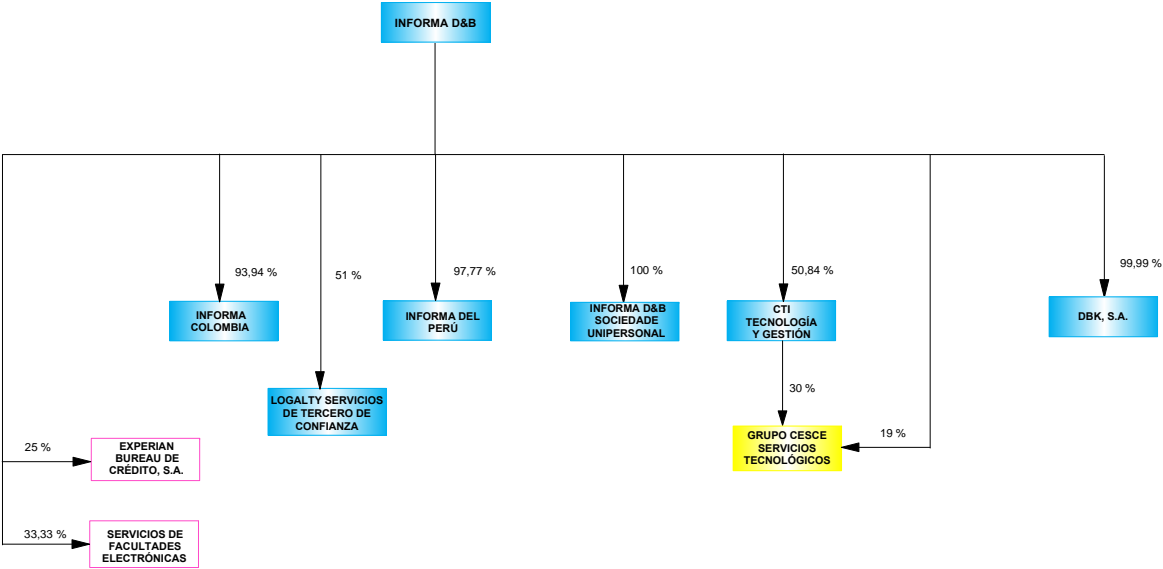 INFORMA D&B
93,94 %
51 %
97,77 %
100 %
50,84 %
99,99 %
INFORMA
COLOMBIA
INFORMA DEL
PERÚ
INFORMA D&B
SOCIEDADE
UNIPERSONAL
CTI
TECNOLOGÍA
Y GESTIÓN
DBK, S.A.
LOGALTY SERVICIOS
DE TERCERO DE
CONFIANZA
30 %
25 %
EXPERIAN
BUREAU DE
CRÉDITO, S.A.
GRUPO CESCE
SERVICIOS
TECNOLÓGICOS
19 %
33,33 %
SERVICIOS DE
FACULTADES
ELECTRÓNICAS